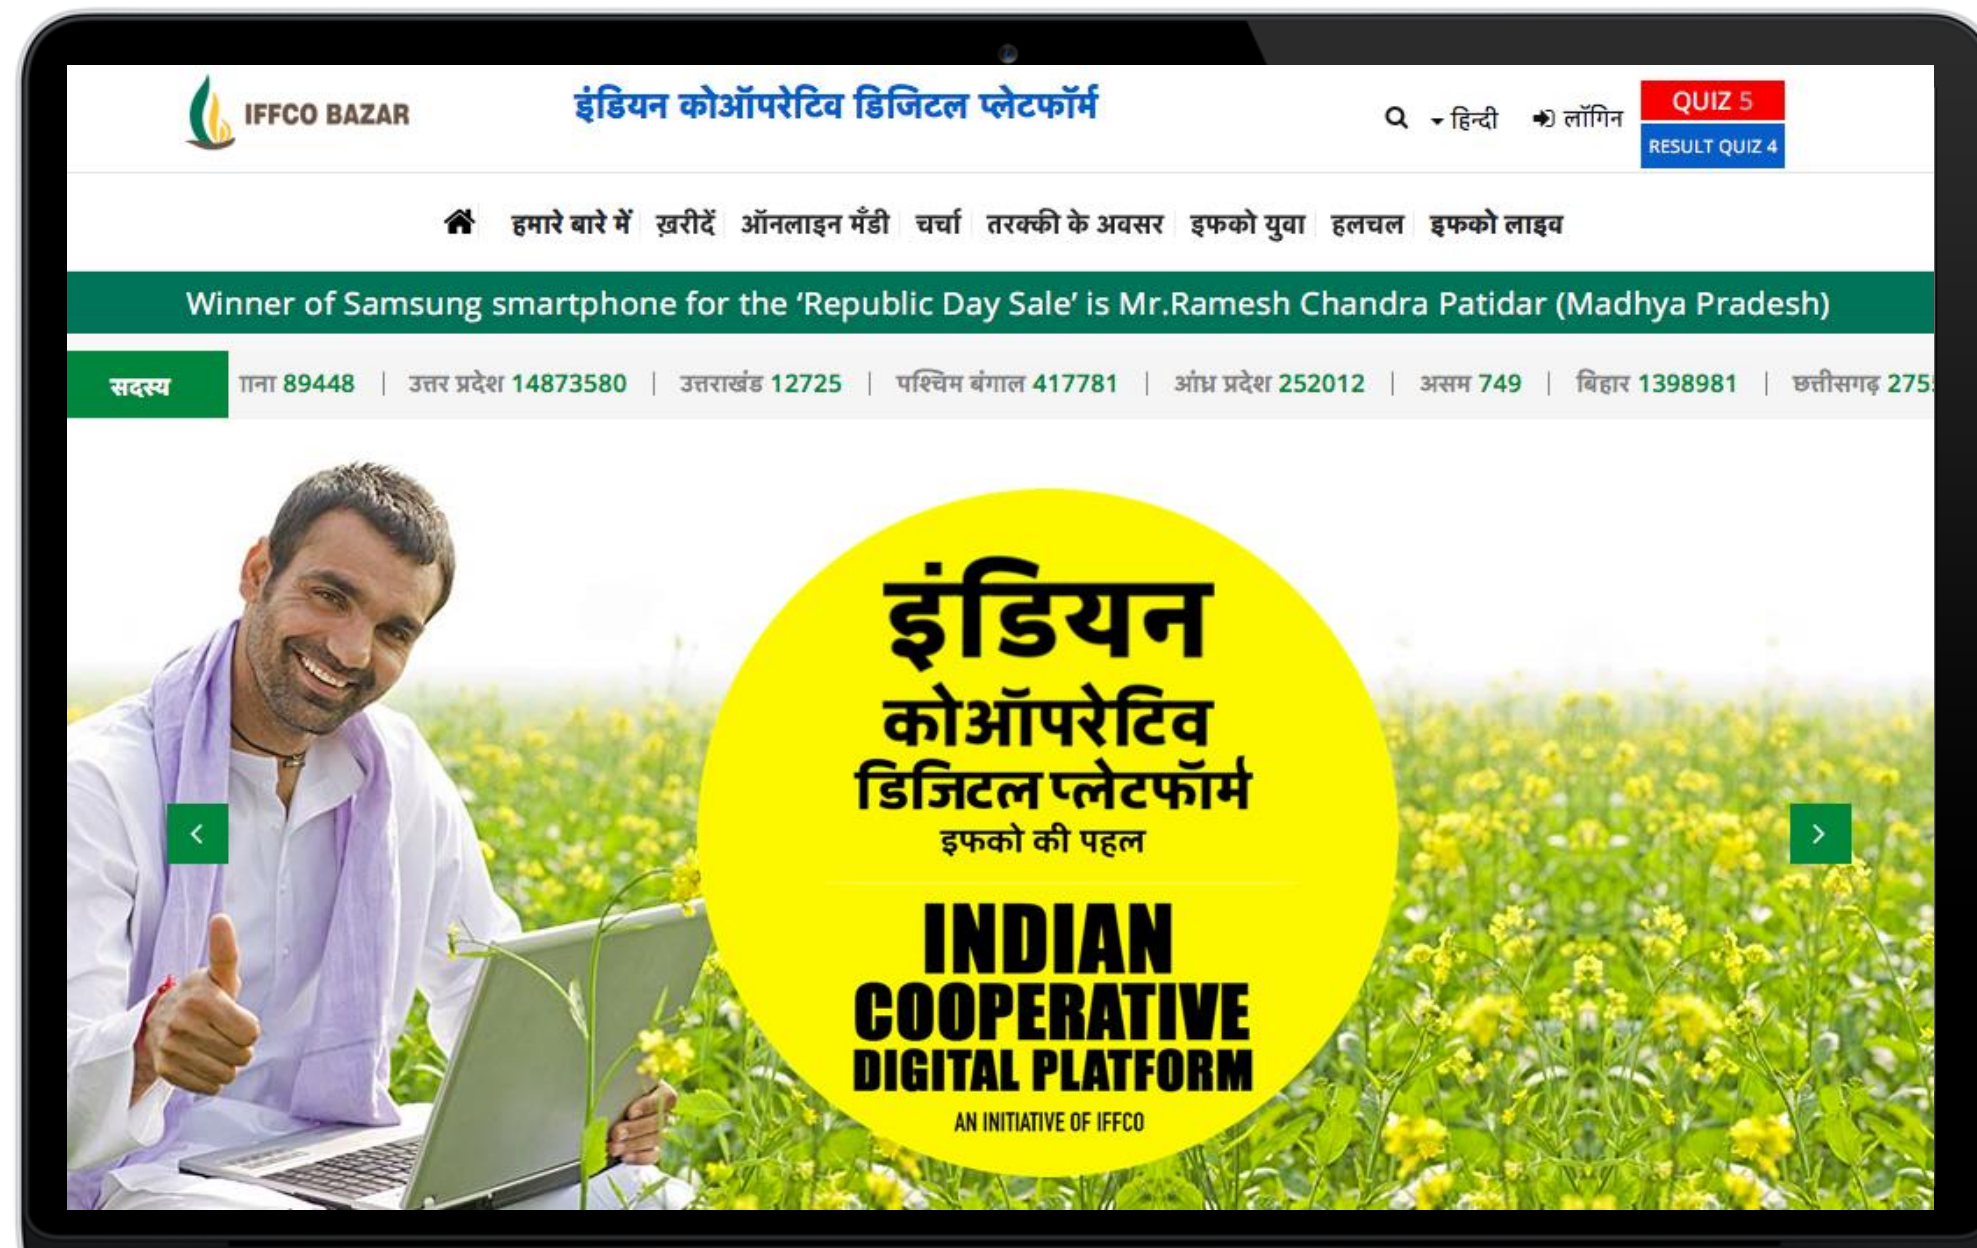 IFFCO BAZAR
इंडियन कोऑपरेटिव डिजिटल प्लेटफॉर्म
हिन्दी लॉगिन
QUIZ 5
RESULT QUIZ 4
हमारे बारे में ख़रीदें ऑनलाइन मँडी चर्चा तरक्की के अवसर इफको युवा हलचल इफको लाइव
Winner of Samsung smartphone for the ‘Republic Day Sale’ is Mr.Ramesh Chandra Patidar (Madhya Pradesh)
सदस्य 89448 | उत्तर प्रदेश 14873580 | उत्तराखंड 12725 | पश्चिम बंगाल 417781 | आंध्र प्रदेश 252012 | असम 749 | बिहार 1398981 | छत्तीसगढ़
इंडियन
कोऑपरेटिव
डिजिटल प्लेटफॉर्म
इफको की पहल
INDIAN
COOPERATIVE
DIGITAL PLATFORM
AN INITIATIVE OF IFFCO